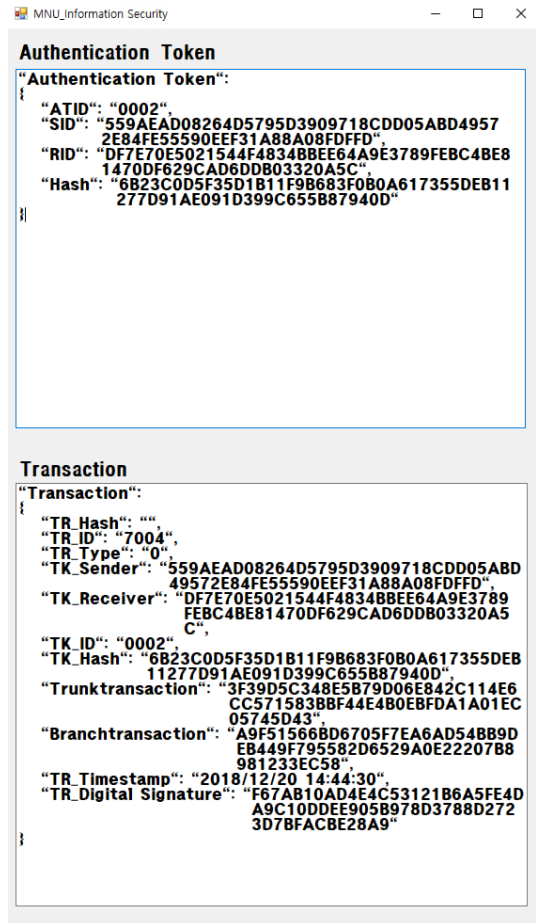 MNU_Information Security
Authentication Token
"Authentication Token":
{
"ATID": "0002",
"SID": "559AEAD08264D5795D3909718CDD05ABD4957
2E84FE55590EEF31A88A08FDFFD",
"RID": "DF7E70E5021544F4834BBEE64A9E3789FEBC4BE8
1470DF629CAD6DDB03320A5C",
"Hash": "6B23C0D5F35D1B11F9B683F0B0A617355DEB11
277D91AE091D399C655B87940D"
}
Transaction
"Transaction":
{
"TR_Hash": "",
"TR_ID": "7004",
"TR_Type": "0",
"TK_Sender": "559AEAD08264D5795D3909718CDD05ABD
49572E84FE55590EEF31A88A08FDFFD",
"TK_Receiver": "DF7E70E5021544F4834BBEE64A9E3789
FEBC4BE81470DF629CAD6DDB03320A5
C",
"TK_ID": "0002",
"TK_Hash": "6B23C0D5F35D1B11F9B683F0B0A617355DEB
11277D91AE091D399C655B87940D",
"Trunktransaction": "3F39D5C348E5B79D06E842C114E6
CC571583BBF44E4B0EBFDA1A01EC
05745D43",
"Branchtransaction": "A9F51566BD6705F7EA6AD54BB9D
EB449F795582D6529A0E22207B8
981233EC58",
"TR_Timestamp": "2018/12/20 14:44:30",
"TR_Digital Signature": "F67AB10AD4E4C53121B6A5FE4D
A9C10DDEE905B978D3788D272
3D7BFACBE28A9"
}